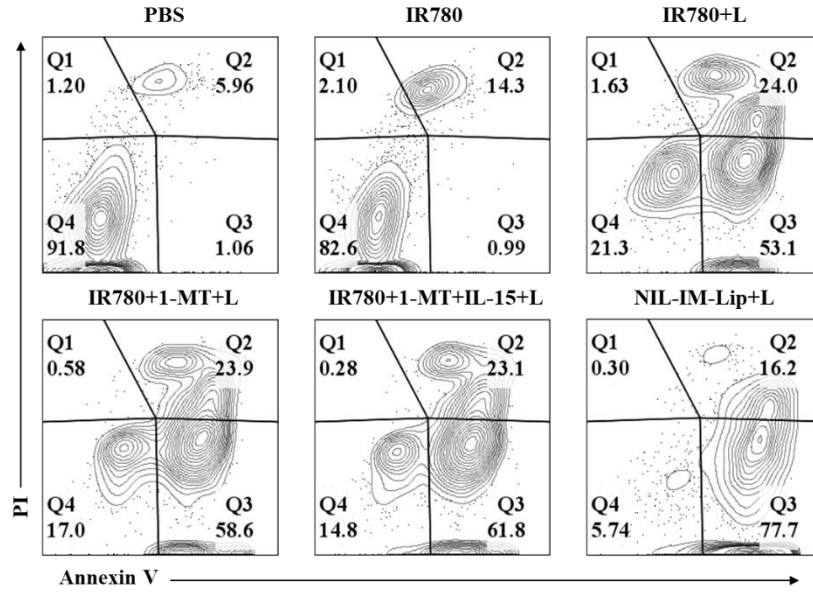 PBS IR780 IR780+L
Q1 Q2 Q1 Q2 Q1 Q2
1.20 5.96 2.10 14.3 1.63 24.0
Q4 Q3 Q4 Q3 Q4 Q3
91.8 1.06 82.6 0.99 21.3 53.1
IR780+1-MT+L IR780+1-MT+IL-15+L NIL-IM-Lip+L
Q1 Q2 Q1 Q2 Q1 Q2
0.58 23.9 0.28 23.1 0.30 16.2
Q4 Q3 Q4 Q3 Q4 Q3
17.0 58.6 14.8 61.8 5.74 77.7
PI
Annexin V